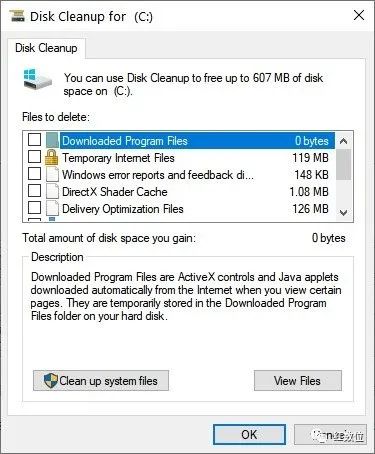 Disk Cleanup for  (C:)
Disk Cleanup
You can use Disk Cleanup to free up to 607 MB of disk
space on  (C:).
Files to delete:
Downloaded Program Files 0 bytes
Temporary Internet Files 119 MB
Windows error reports and feedback di... 148 KB
DirectX Shader Cache 1.08 MB
Delivery Optimization Files 126 MB
Total amount of disk space you gain: 0 bytes
Description
Downloaded Program Files are ActiveX controls and Java applets
downloaded automatically from the Internet when you view certain
pages. They are temporarily stored in the Downloaded Program
Files folder on your hard disk.
Clean up system files View Files
OK